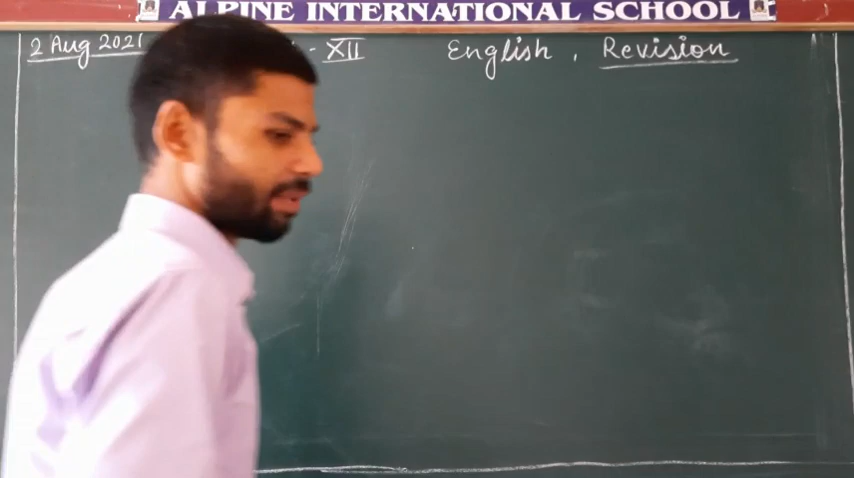 ALPINE INTERNATIONAL SCHOOL
2 Aug 2021 - XII English, Revision